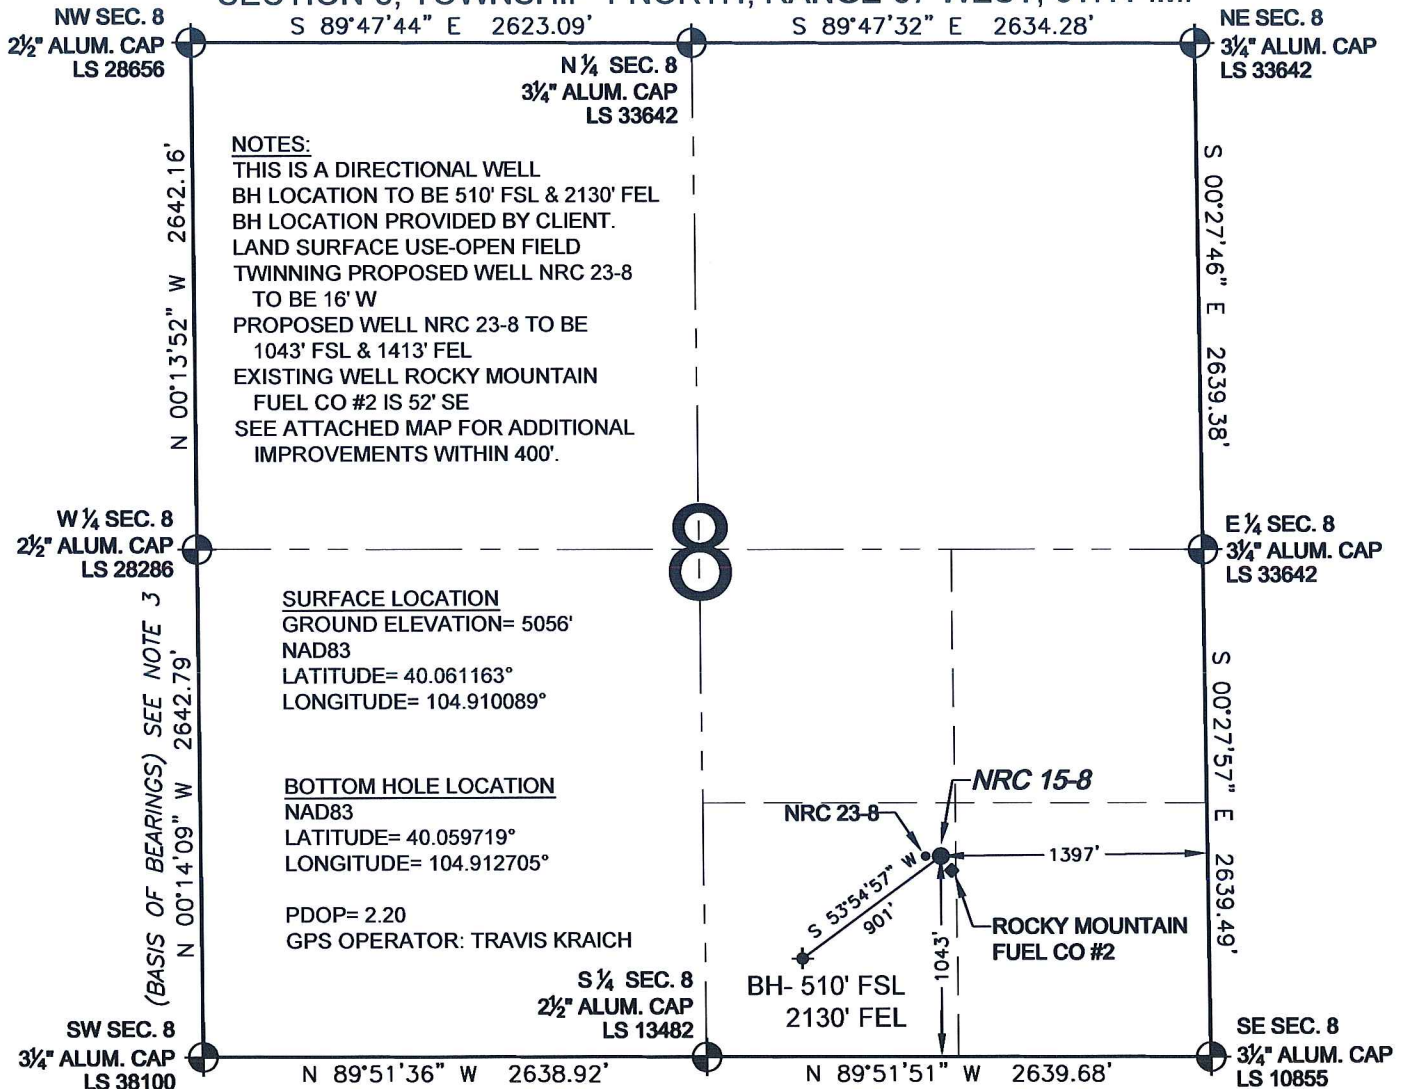 S 89°47'44" E 2623.09'
S 89°47'32" E 2634.28'
NW SEC. 8
2½" ALUM. CAP
LS 28656
N ¼ SEC. 8
3¼" ALUM. CAP
LS 33642
NE SEC. 8
3¼" ALUM. CAP
LS 33642
N 00°13'52" W 2642.16'
NOTES:
THIS IS A DIRECTIONAL WELL
BH LOCATION TO BE 510' FSL & 2130' FEL
BH LOCATION PROVIDED BY CLIENT.
LAND SURFACE USE-OPEN FIELD
TWINNING PROPOSED WELL NRC 23-8
TO BE 16' W
PROPOSED WELL NRC 23-8 TO BE
1043' FSL & 1413' FEL
EXISTING WELL ROCKY MOUNTAIN
FUEL CO #2 IS 52' SE
SEE ATTACHED MAP FOR ADDITIONAL
IMPROVEMENTS WITHIN 400'.
S 00°27'46" E 2639.38'
W ¼ SEC. 8
2½" ALUM. CAP
LS 28286
8
E ¼ SEC. 8
3¼" ALUM. CAP
LS 33642
(BASIS OF BEARINGS) SEE NOTE 3
N 00°14'09" W 2642.79'
SURFACE LOCATION
GROUND ELEVATION= 5056'
NAD83
LATITUDE= 40.061163°
LONGITUDE= 104.910089°
BOTTOM HOLE LOCATION
NAD83
LATITUDE= 40.059719°
LONGITUDE= 104.912705°
PDOP= 2.20
GPS OPERATOR: TRAVIS KRAICH
S 00°27'57" E 2639.49'
NRC 15-8
NRC 23-8
1397'
S 53°54'57" W
901'
1043'
ROCKY MOUNTAIN
FUEL CO #2
BH- 510' FSL
2130' FEL
S ¼ SEC. 8
2½" ALUM. CAP
LS 13482
SW SEC. 8
3¼" ALUM. CAP
LS 38100
SE SEC. 8
3¼" ALUM. CAP
LS 10855
N 89°51'36" W 2638.92'
N 89°51'51" W 2639.68'